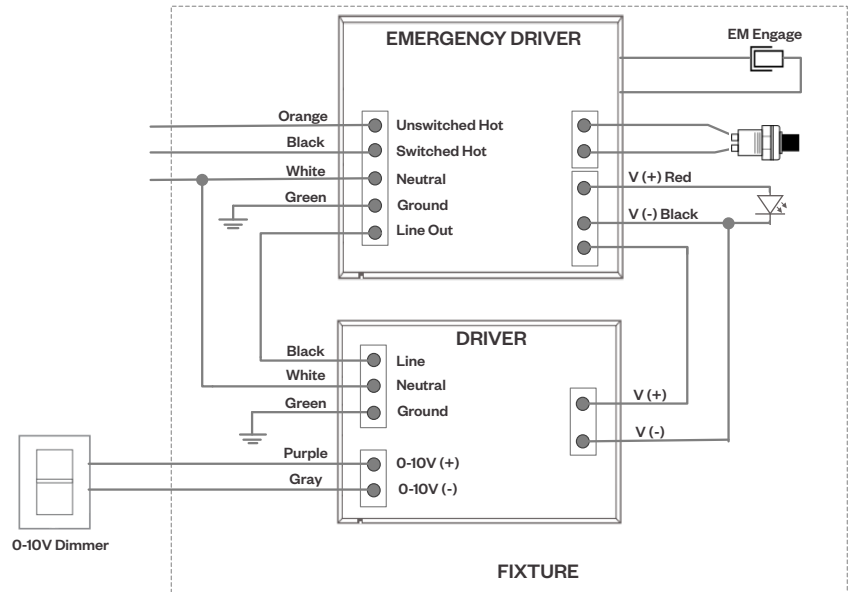 EMERGENCY DRIVER
EM Engage
Orange
Unswitched Hot
Black
Switched Hot
White
Neutral
V (+) Red
Green
Ground
V (-) Black
Line Out
DRIVER
Black
Line
White
Neutral
V (+)
Green
Ground
V (-)
Purple
0-10V (+)
Gray
0-10V (-)
0-10V Dimmer
FIXTURE